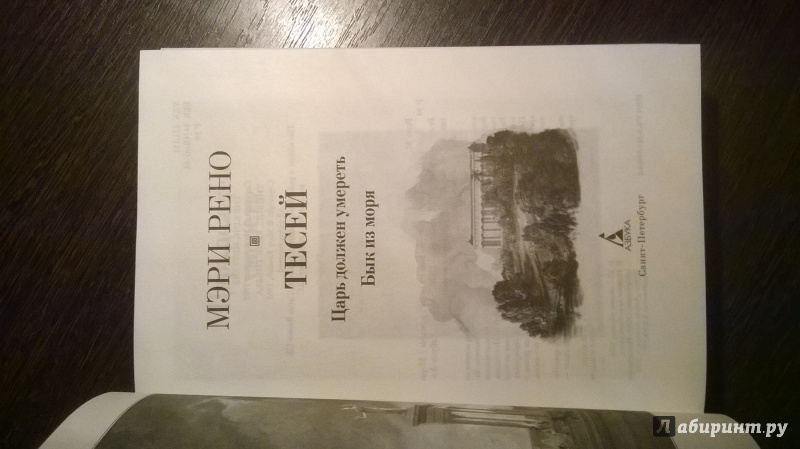 МЭРИ РЕНО
ТЕСЕЙ
Царь должен умереть
Бык из моря
АЗБУКА
Санкт-Петербург
Лабиринт.ру